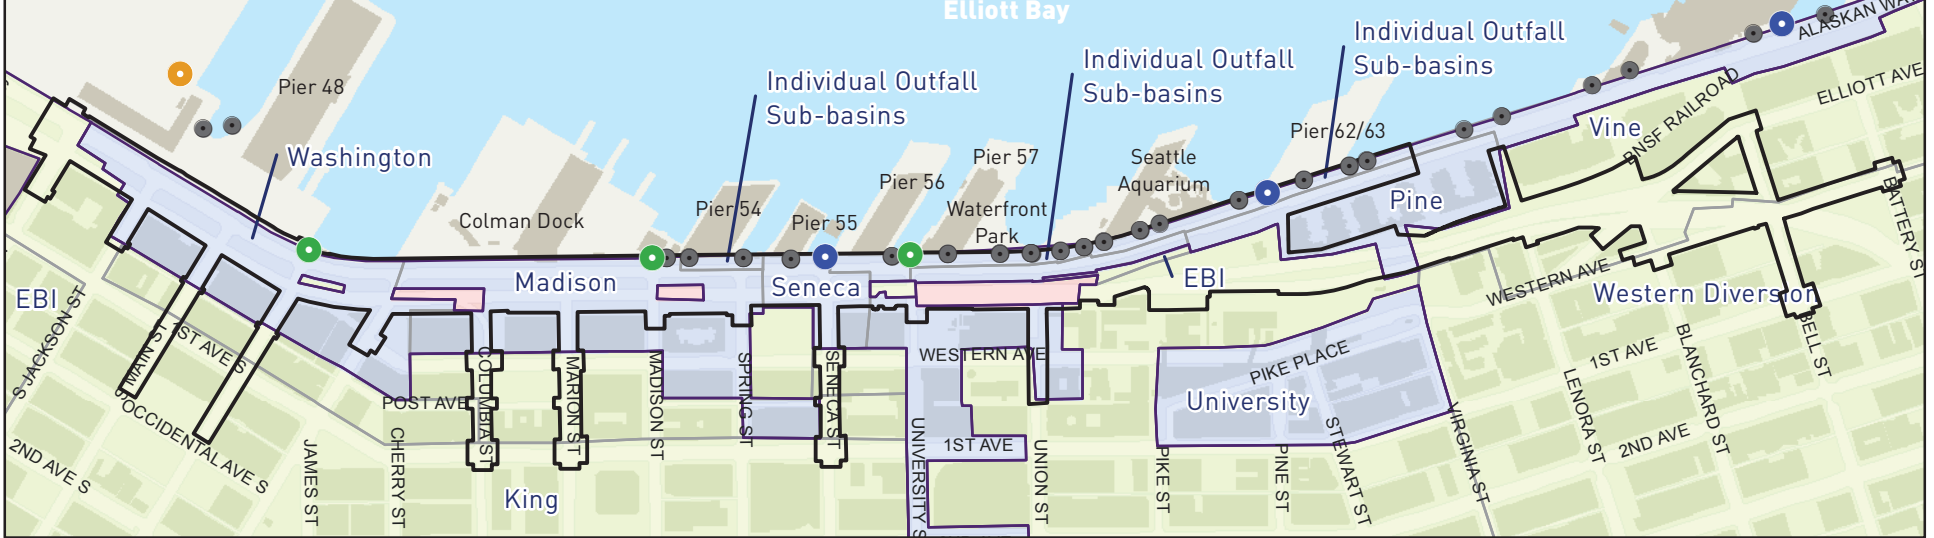 Elliott Bay
Individual Outfall
Sub-basins
Individual Outfall
Sub-basins
Individual Outfall
Sub-basins
ALASKAN WA
Pier 48
ELLIOTT AVE
BNSF RAILROAD
Vine
Pier 62/63
Washington
Pier 57
Seattle
Aquarium
Pier 56
Pine
BATTERY ST
Colman Dock
Pier 54
Pier 55
Waterfront
Park
EBI
Madison
Seneca
EBI
WESTERN AVE
Western Diversion
S JACKSON ST
MAIN ST
1ST AVE S
COLUMBIA ST
MARION ST
MADISON ST
SPRING ST
SENECA ST
WESTERN AVE
PIKE PLACE
1ST AVE
BLANCHARD ST
BELL ST
LENORA ST
University
POST AVE
S OCCIDENTAL AVE S
2ND AVE S
JAMES ST
CHERRY ST
UNIVERSITY S
1ST AVE
UNION ST
PIKE ST
PINE ST
STEWART ST
VIRGINIA ST
2ND AVE
King